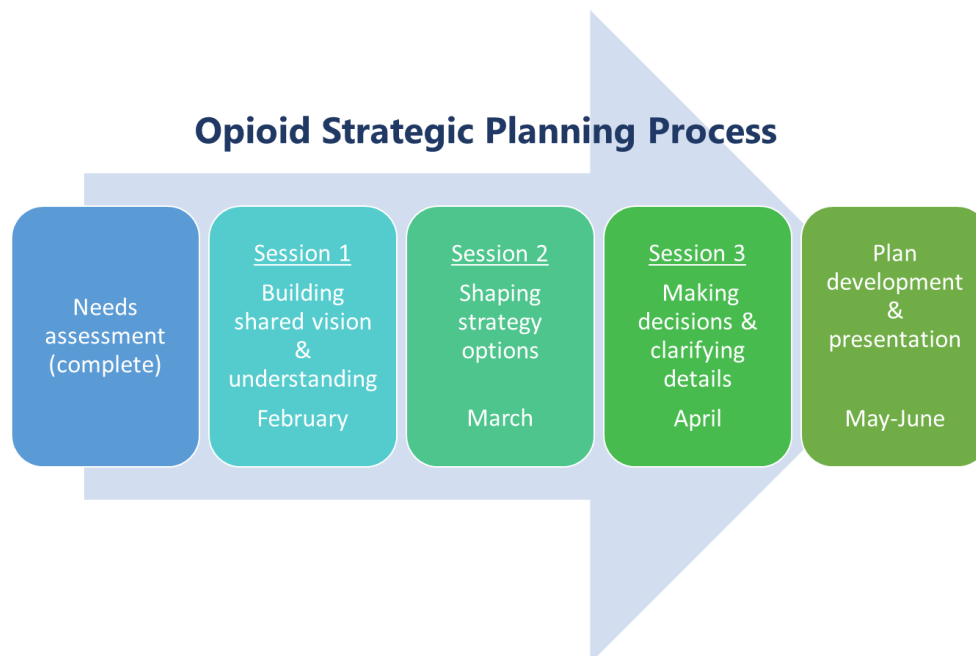 Opioid Strategic Planning Process
Needs
assessment
(complete)
Session 1
Building
shared vision
&
understanding
February
Session 2
Shaping
strategy
options
March
Session 3
Making
decisions &
clarifying
details
April
Plan
development
&
presentation
May-June